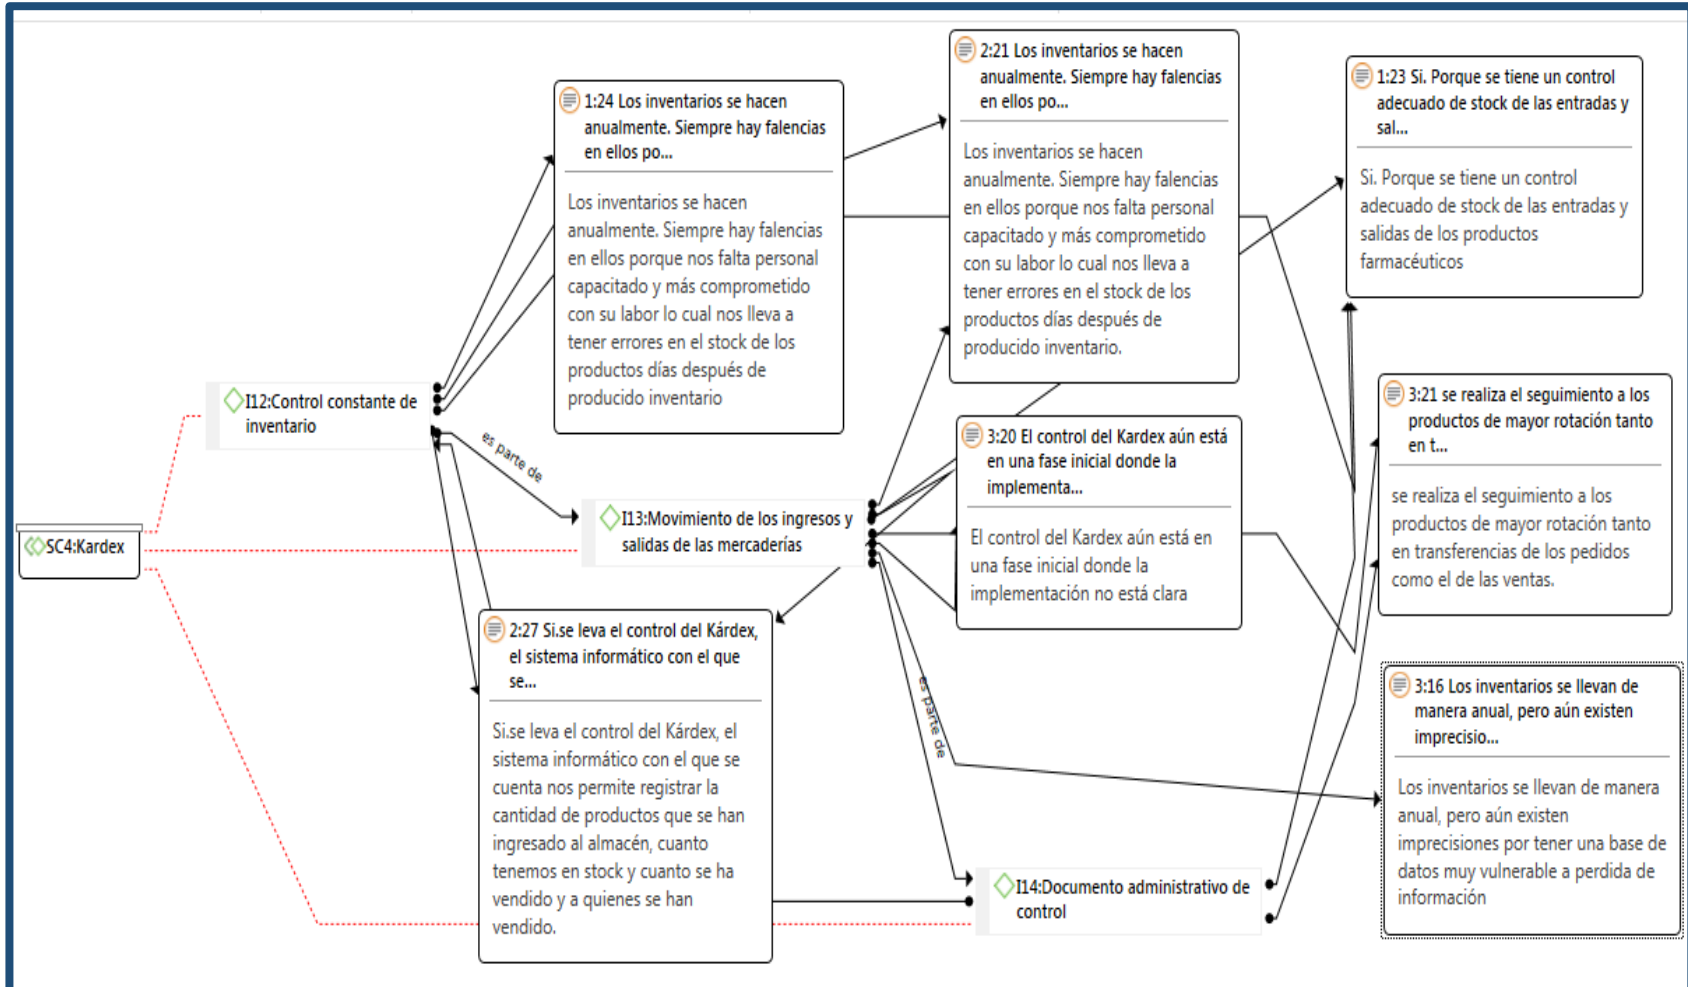 1:24 Los inventarios se hacen
anualmente. Siempre hay falencias
en ellos po...
Los inventarios se hacen
anualmente. Siempre hay falencias
en ellos porque nos falta personal
capacitado y más comprometido
con su labor lo cual nos lleva a
tener errores en el stock de los
productos días después de
producido inventario
2:21 Los inventarios se hacen
anualmente. Siempre hay falencias
en ellos po...
Los inventarios se hacen
anualmente. Siempre hay falencias
en ellos porque nos falta personal
capacitado y más comprometido
con su labor lo cual nos lleva a
tener errores en el stock de los
productos días después de
producido inventario.
1:23 Si. Porque se tiene un control
adecuado de stock de las entradas y
sal...
Si. Porque se tiene un control
adecuado de stock de las entradas y
salidas de los productos
farmacéuticos
I12:Control constante de
inventario
es parte de
3:20 El control del Kardex aún está
en una fase inicial donde la
implementa...
El control del Kardex aún está en
una fase inicial donde la
implementación no está clara
3:21 se realiza el seguimiento a los
productos de mayor rotación tanto
en t...
se realiza el seguimiento a los
productos de mayor rotación tanto
en transferencias de los pedidos
como el de las ventas.
SC4:Kardex
I13:Movimiento de los ingresos y
salidas de las mercaderías
2:27 Si.se leva el control del Kárdex,
el sistema informático con el que
se...
Si.se leva el control del Kárdex, el
sistema informático con el que se
cuenta nos permite registrar la
cantidad de productos que se han
ingresado al almacén, cuanto
tenemos en stock y cuanto se ha
vendido y a quienes se han
vendido.
es parte de
3:16 Los inventarios se llevan de
manera anual, pero aún existen
imprecisio...
Los inventarios se llevan de manera
anual, pero aún existen
imprecisiones por tener una base de
datos muy vulnerable a perdida de
información
I14:Documento administrativo de
control